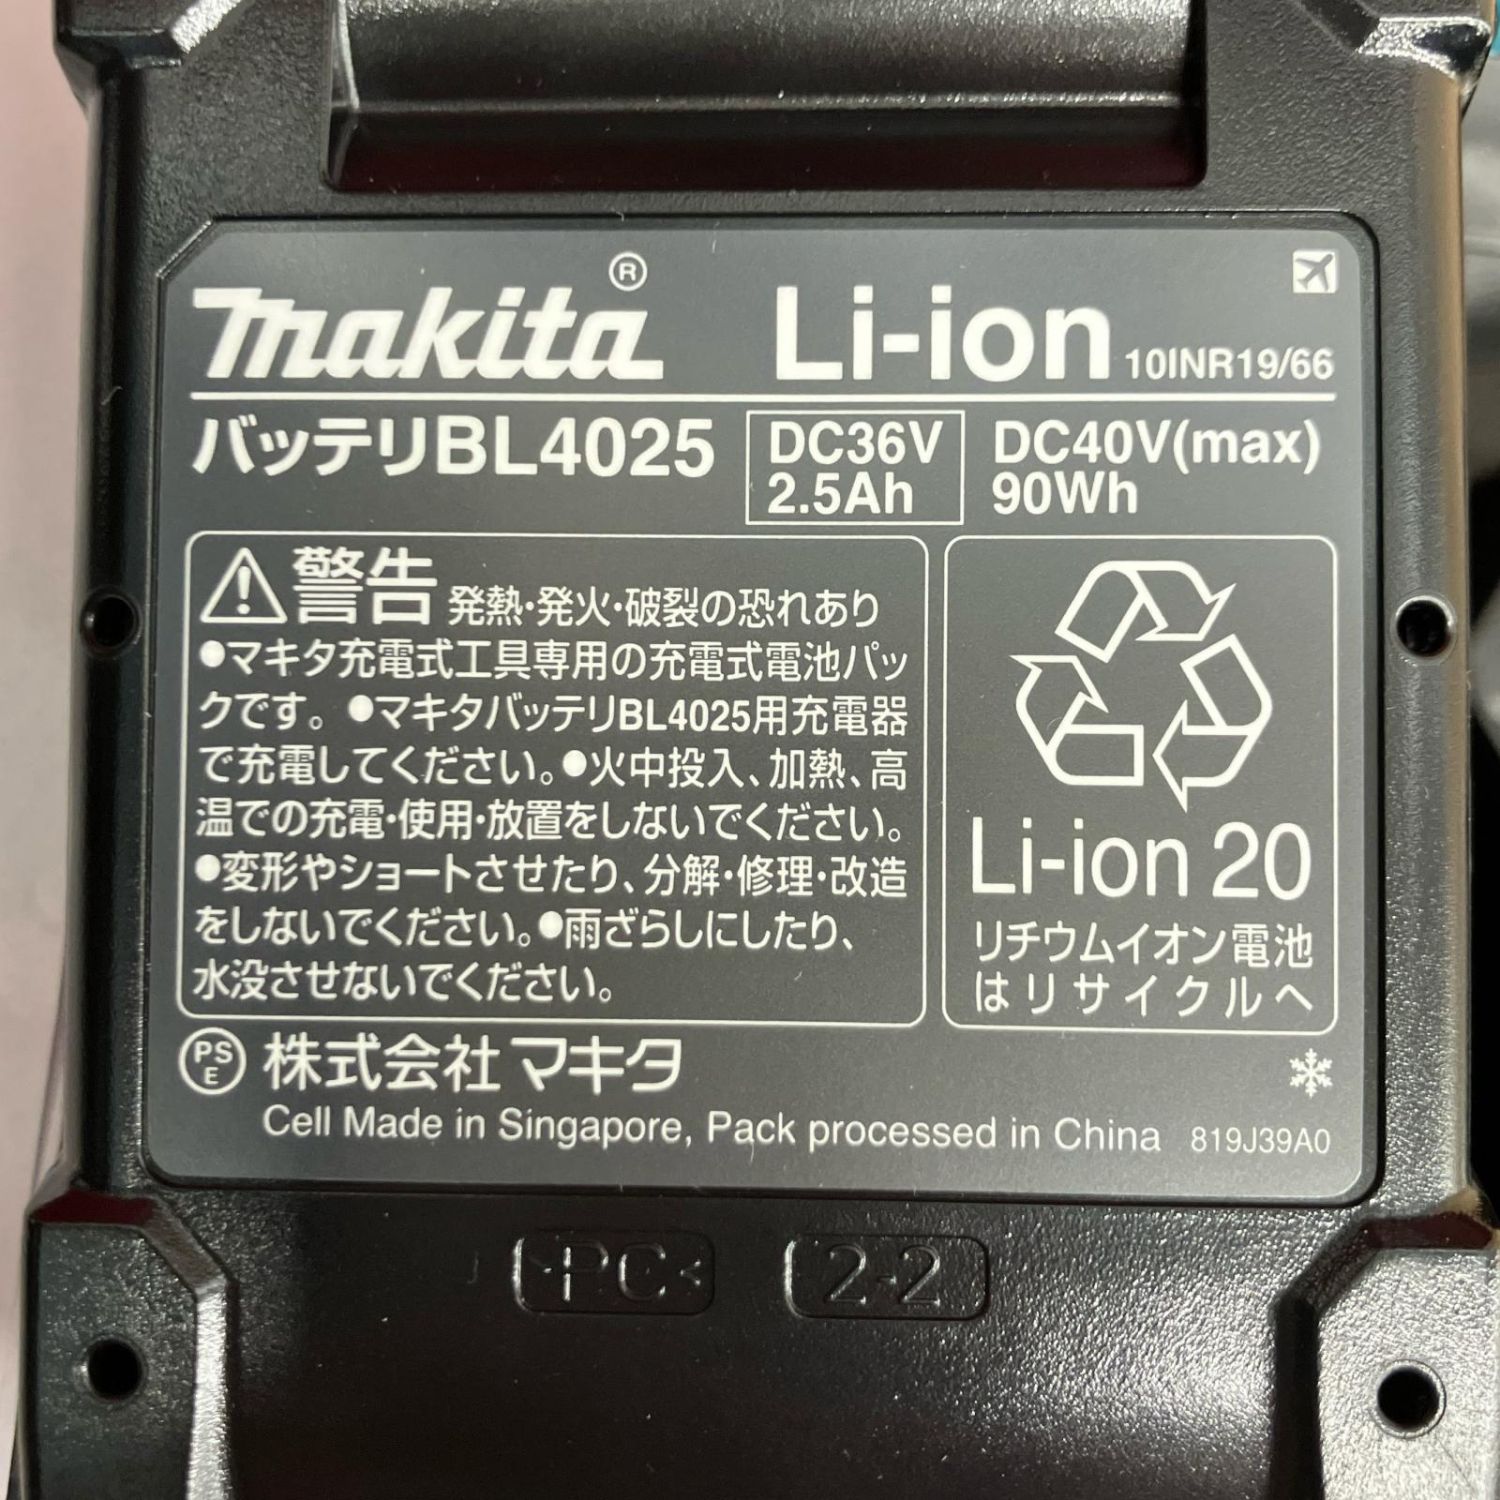 makita® Li-ion 10INR19/66
バッテリBL4025 DC36V 2.5Ah DC40V(max) 90Wh
警告 発熱・発火・破裂の恐れあり
●マキタ充電式工具専用の充電式電池パッ
クです。●マキタバッテリBL4025用充電器
で充電してください。●火中投入、加熱、高
温での充電・使用・放置をしないでください。
●変形やショートさせたり、分解・修理・改造
をしないでください。●雨ざらしにしたり、
水没させないでください。
Li-ion 20
リチウムイオン電池
はリサイクルへ
PS
E
株式会社マキタ
Cell Made in Singapore, Pack processed in China 819J39A0
>PC<
2-2